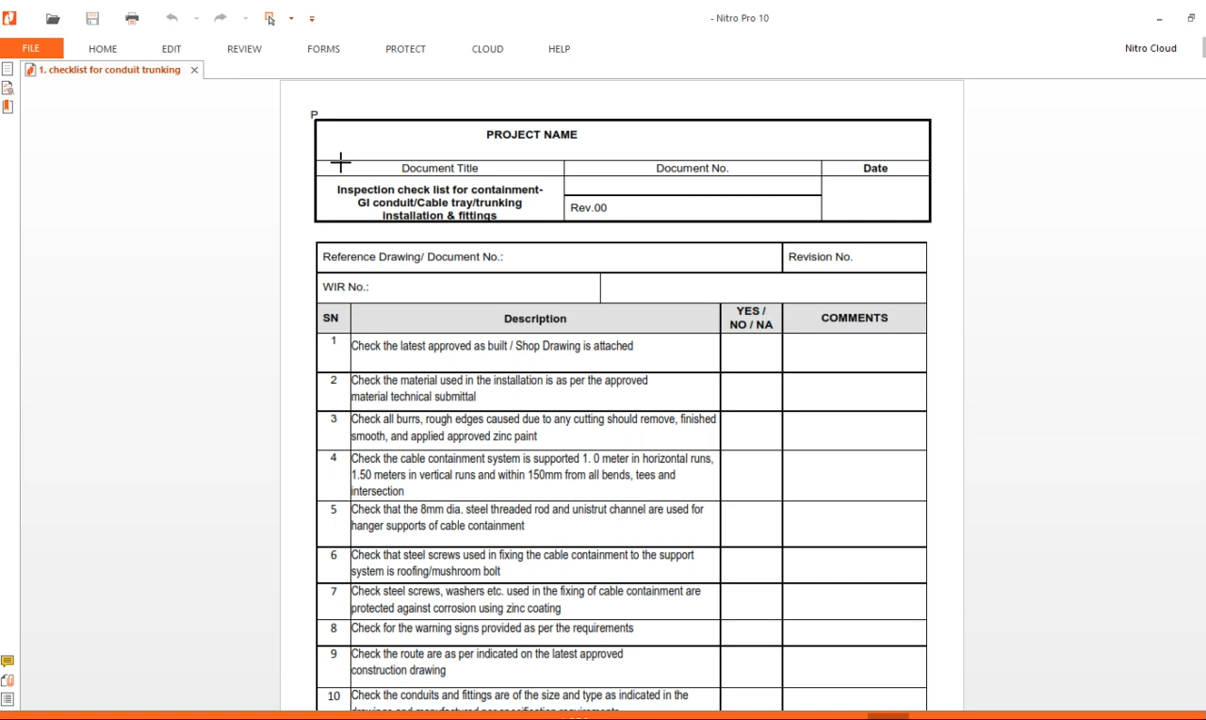 - Nitro Pro 10
FILE
HOME
EDIT
REVIEW
FORMS
PROTECT
CLOUD
HELP
Nitro Cloud
1. checklist for conduit trunking
P
PROJECT NAME
Document Title
Document No.
Date
Inspection check list for containment-
GI conduit/Cable tray/trunking
installation & fittings
Rev.00
Reference Drawing/ Document No.:
Revision No.
WIR No.:
SN
Description
YES /
NO / NA
COMMENTS
1
Check the latest approved as built / Shop Drawing is attached
2
Check the material used in the installation is as per the approved
material technical submittal
3
Check all burrs, rough edges caused due to any cutting should remove, finished
smooth, and applied approved zinc paint
4
Check the cable containment system is supported 1. 0 meter in horizontal runs,
1.50 meters in vertical runs and within 150mm from all bends, tees and
intersection
5
Check that the 8mm dia. steel threaded rod and unistrut channel are used for
hanger supports of cable containment
6
Check that steel screws used in fixing the cable containment to the support
system is roofing/mushroom bolt
7
Check steel screws, washers etc. used in the fixing of cable containment are
protected against corrosion using zinc coating
8
Check for the warning signs provided as per the requirements
9
Check the route are as per indicated on the latest approved
construction drawing
10
Check the conduits and fittings are of the size and type as indicated in the